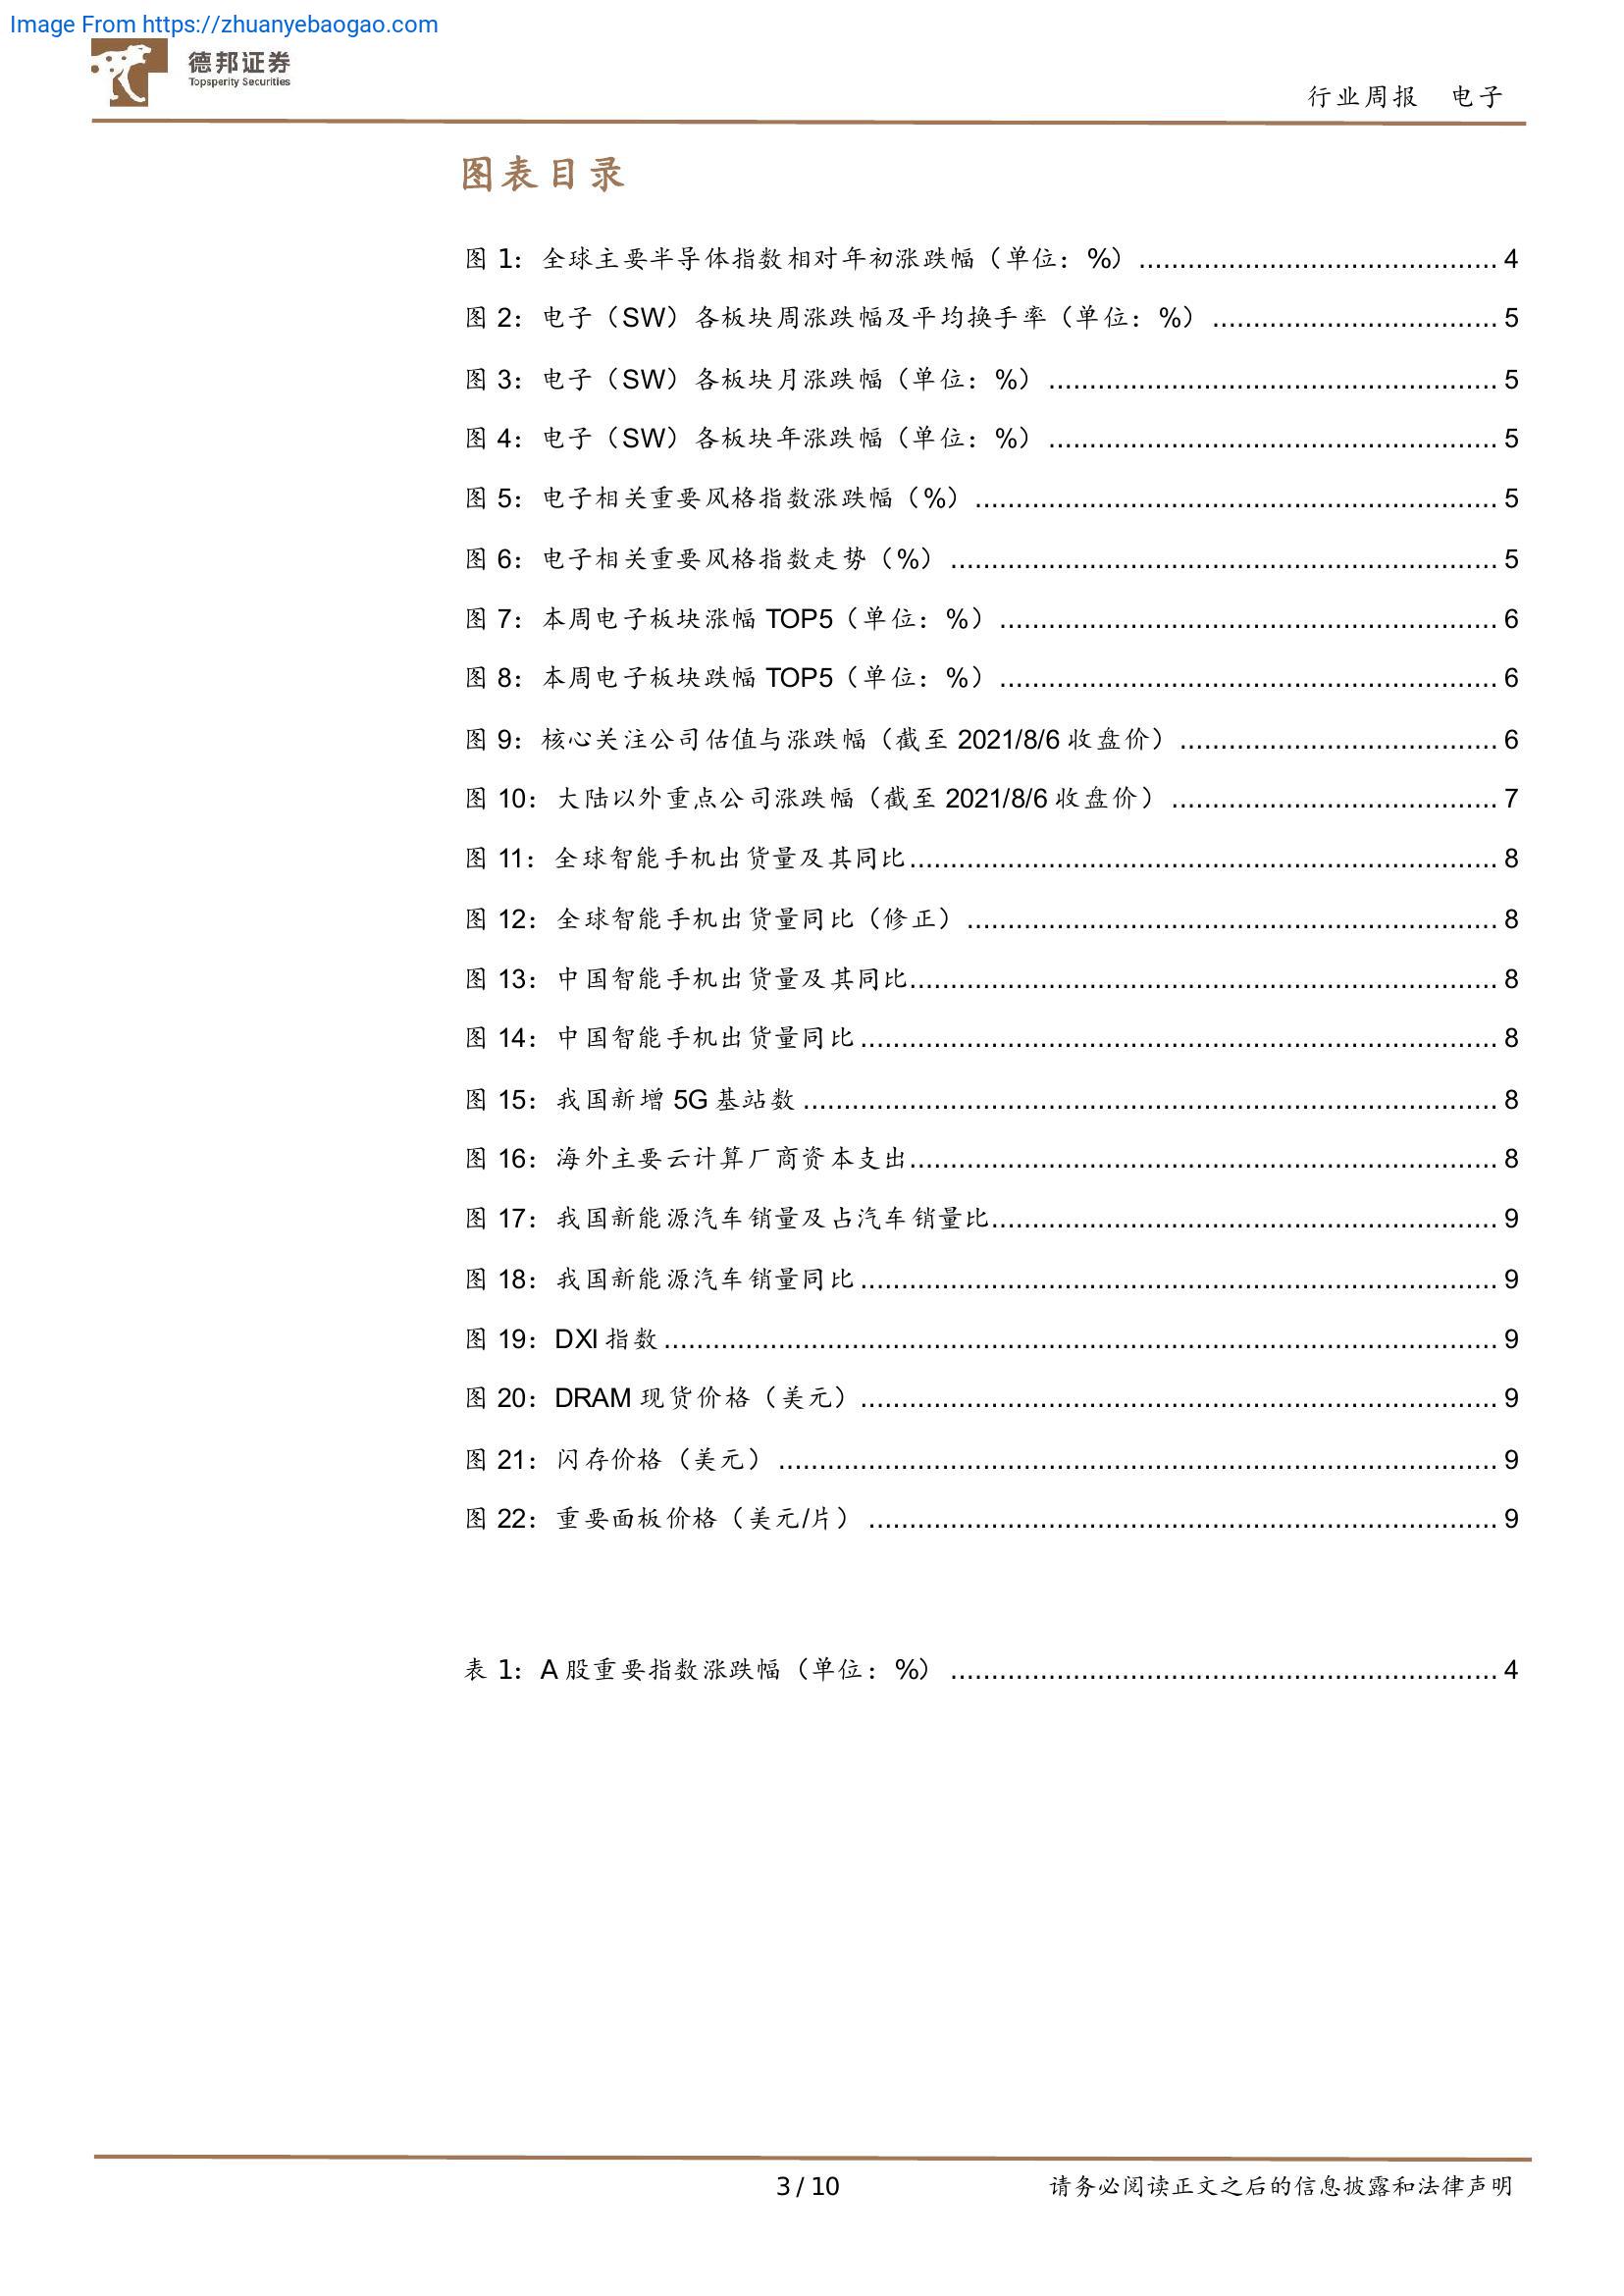 Image From https://zhuanyebaogao.com
德邦证券
Topsperity Securities
行业周报 电子
图表目录
图 1：全球主要半导体指数相对年初涨跌幅（单位：%）............................................ 4
图 2：电子（SW）各板块周涨跌幅及平均换手率（单位：%）................................... 5
图 3：电子（SW）各板块月涨跌幅（单位：%）....................................................... 5
图 4：电子（SW）各板块年涨跌幅（单位：%）....................................................... 5
图 5：电子相关重要风格指数涨跌幅（%）................................................................ 5
图 6：电子相关重要风格指数走势（%）................................................................... 5
图 7：本周电子板块涨幅 TOP5（单位：%）............................................................. 6
图 8：本周电子板块跌幅 TOP5（单位：%）............................................................. 6
图 9：核心关注公司估值与涨跌幅（截至 2021/8/6 收盘价）....................................... 6
图 10：大陆以外重点公司涨跌幅（截至 2021/8/6 收盘价）........................................ 7
图 11：全球智能手机出货量及其同比........................................................................ 8
图 12：全球智能手机出货量同比（修正）................................................................. 8
图 13：中国智能手机出货量及其同比........................................................................ 8
图 14：中国智能手机出货量同比.............................................................................. 8
图 15：我国新增 5G 基站数..................................................................................... 8
图 16：海外主要云计算厂商资本支出........................................................................ 8
图 17：我国新能源汽车销量及占汽车销量比.............................................................. 9
图 18：我国新能源汽车销量同比.............................................................................. 9
图 19：DXI 指数...................................................................................................... 9
图 20：DRAM 现货价格（美元）.............................................................................. 9
图 21：闪存价格（美元）........................................................................................ 9
图 22：重要面板价格（美元/片）............................................................................. 9
表 1：A 股重要指数涨跌幅（单位：%）................................................................... 4
3 / 10
请务必阅读正文之后的信息披露和法律声明